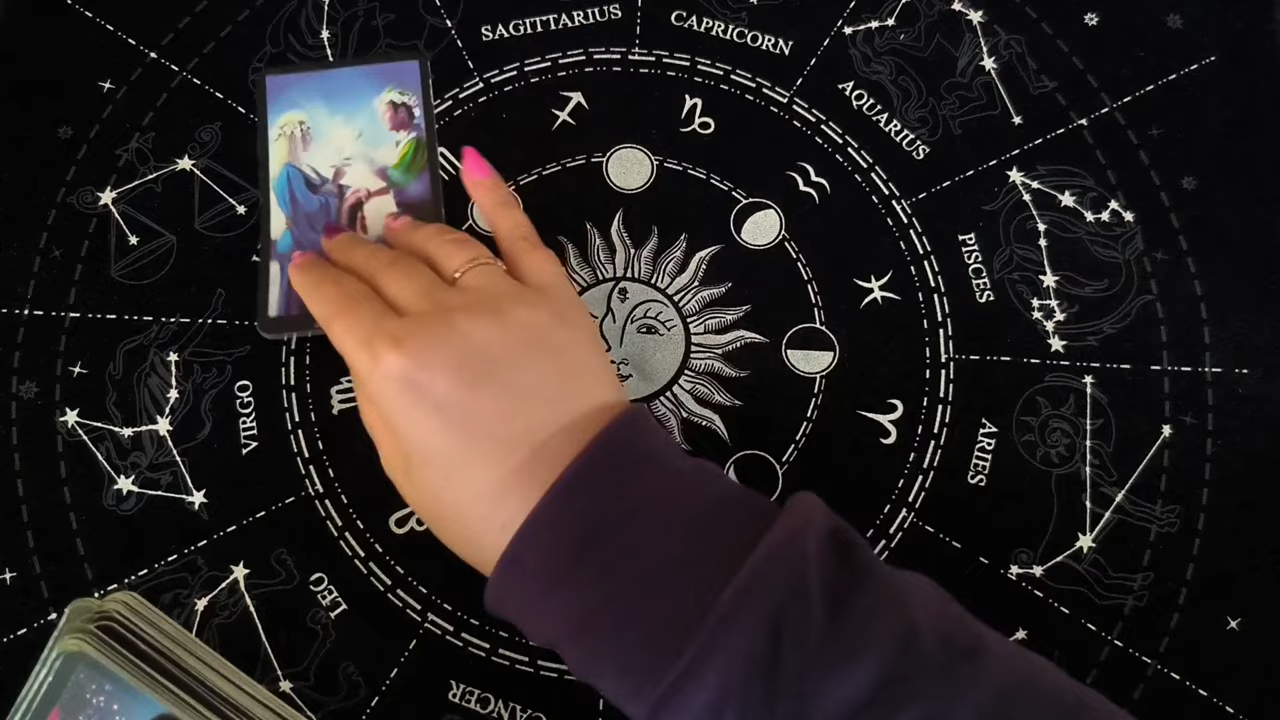 SAGITTARIUS
CAPRICORN
AQUARIUS
PISCES
ARIES
VIRGO
LEO
CANCER